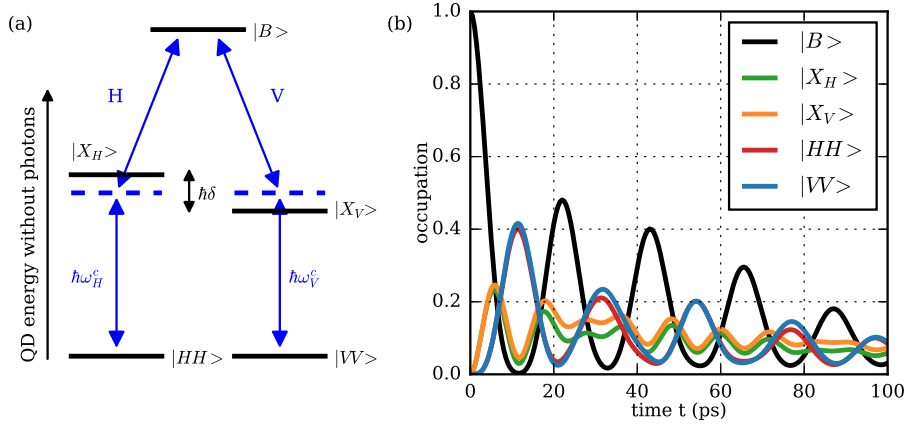 (a)
|B>
H
V
|X_H>
ħδ
|X_V>
ħω_H^c
ħω_V^c
|HH>
|VV>
QD energy without photons
(b)
1.0
0.8
0.6
0.4
0.2
0.0
occupation
0
20
40
60
80
100
time t (ps)
|B>
|X_H>
|X_V>
|HH>
|VV>